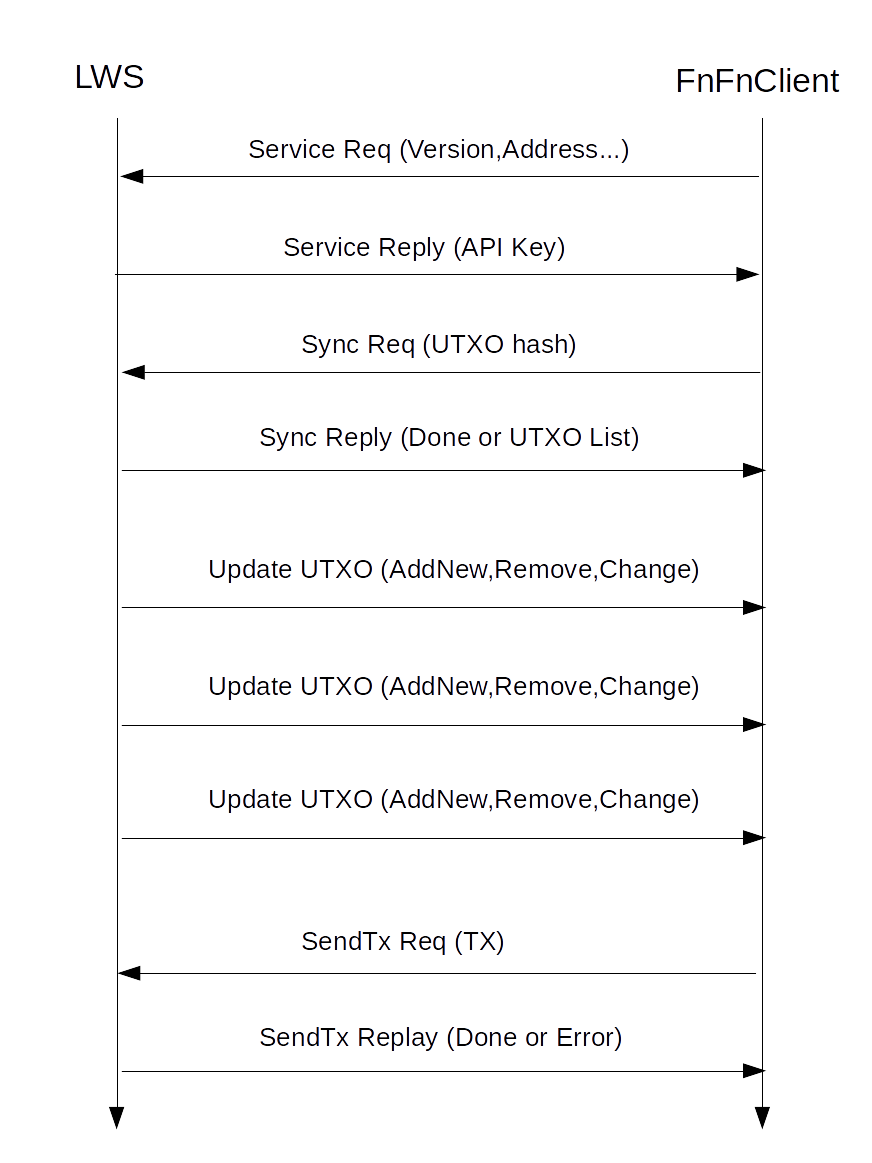 LWS
FnFnClient
Service Req (Version,Address...)
Service Reply (API Key)
Sync Req (UTXO hash)
Sync Reply (Done or UTXO List)
Update UTXO (AddNew,Remove,Change)
Update UTXO (AddNew,Remove,Change)
Update UTXO (AddNew,Remove,Change)
SendTx Req (TX)
SendTx Replay (Done or Error)